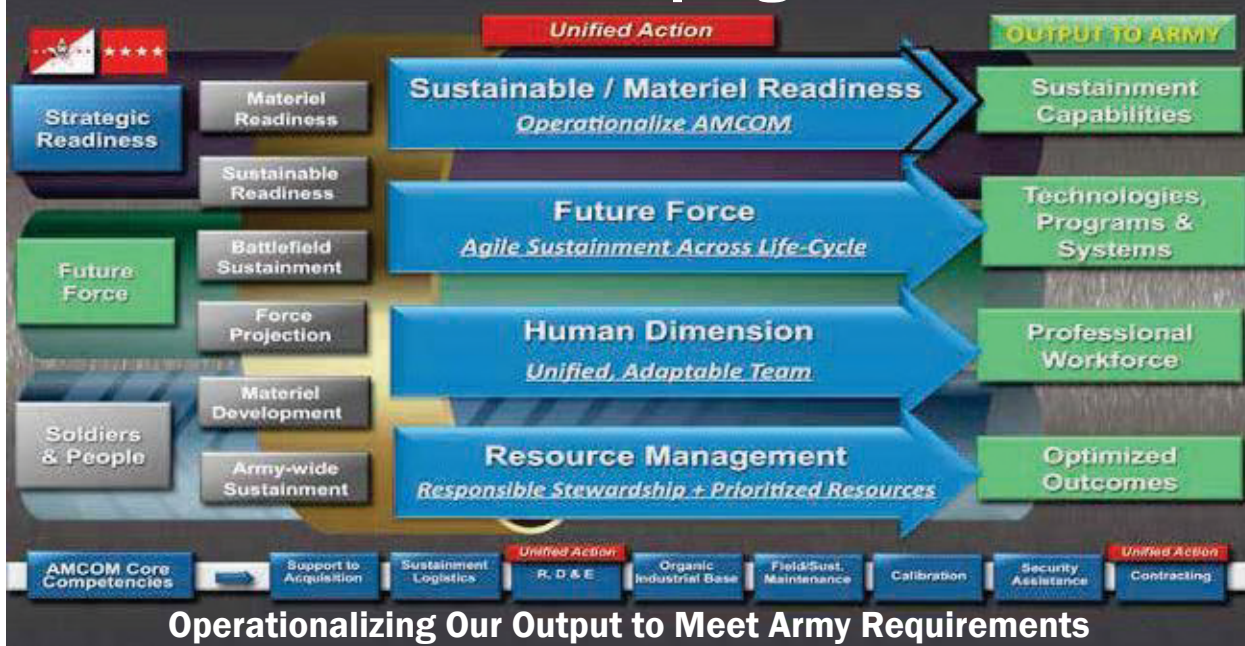 Unified Action
OUTPUT TO ARMY
Strategic
Readiness
Future
Force
Soldiers
& People
Materiel
Readiness
Sustainable
Readiness
Battlefield
Sustainment
Force
Projection
Materiel
Development
Army-wide
Sustainment
Sustainable / Materiel Readiness
Operationalize AMCOM
Future Force
Agile Sustainment Across Life-Cycle
Human Dimension
Unified, Adaptable Team
Resource Management
Responsible Stewardship + Prioritized Resources
Sustainment
Capabilities
Technologies,
Programs &
Systems
Professional
Workforce
Optimized
Outcomes
AMCOM Core
Competencies
Support to
Acquisition
Sustainment
Logistics
Unified Action
R, D & E
Organic
Industrial Base
Field/Sust.
Maintenance
Calibration
Security
Assistance
Unified Action
Contracting
Operationalizing Our Output to Meet Army Requirements